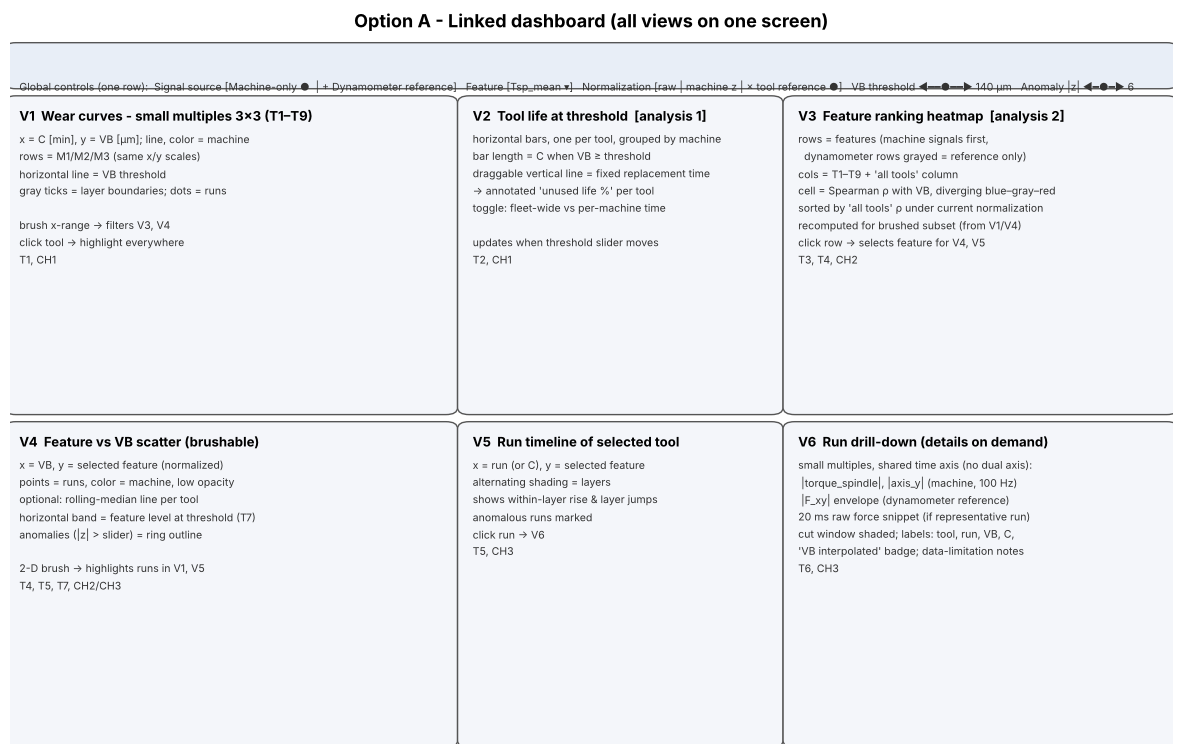 Option A - Linked dashboard (all views on one screen)
Global controls (one row): Signal source [Machine-only ● | + Dynamometer reference] Feature [Tsp_mean ▾] Normalization [raw | machine z | × tool reference ●] VB threshold ◀━●━▶ 140 µm Anomaly |z| ◀━●━▶ 6
V1 Wear curves - small multiples 3×3 (T1–T9)
x = C [min], y = VB [µm]; line, color = machine
rows = M1/M2/M3 (same x/y scales)
horizontal line = VB threshold
gray ticks = layer boundaries; dots = runs
brush x-range → filters V3, V4
click tool → highlight everywhere
T1, CH1
V2 Tool life at threshold [analysis 1]
horizontal bars, one per tool, grouped by machine
bar length = C when VB ≥ threshold
draggable vertical line = fixed replacement time
→ annotated 'unused life %' per tool
toggle: fleet-wide vs per-machine time
updates when threshold slider moves
T2, CH1
V3 Feature ranking heatmap [analysis 2]
rows = features (machine signals first,
dynamometer rows grayed = reference only)
cols = T1–T9 + 'all tools' column
cell = Spearman ρ with VB, diverging blue–gray–red
sorted by 'all tools' ρ under current normalization
recomputed for brushed subset (from V1/V4)
click row → selects feature for V4, V5
T3, T4, CH2
V4 Feature vs VB scatter (brushable)
x = VB, y = selected feature (normalized)
points = runs, color = machine, low opacity
optional: rolling-median line per tool
horizontal band = feature level at threshold (T7)
anomalies (|z| > slider) = ring outline
2-D brush → highlights runs in V1, V5
T4, T5, T7, CH2/CH3
V5 Run timeline of selected tool
x = run (or C), y = selected feature
alternating shading = layers
shows within-layer rise & layer jumps
anomalous runs marked
click run → V6
T5, CH3
V6 Run drill-down (details on demand)
small multiples, shared time axis (no dual axis):
|torque_spindle|, |axis_y| (machine, 100 Hz)
|F_xy| envelope (dynamometer reference)
20 ms raw force snippet (if representative run)
cut window shaded; labels: tool, run, VB, C,
'VB interpolated' badge; data-limitation notes
T6, CH3